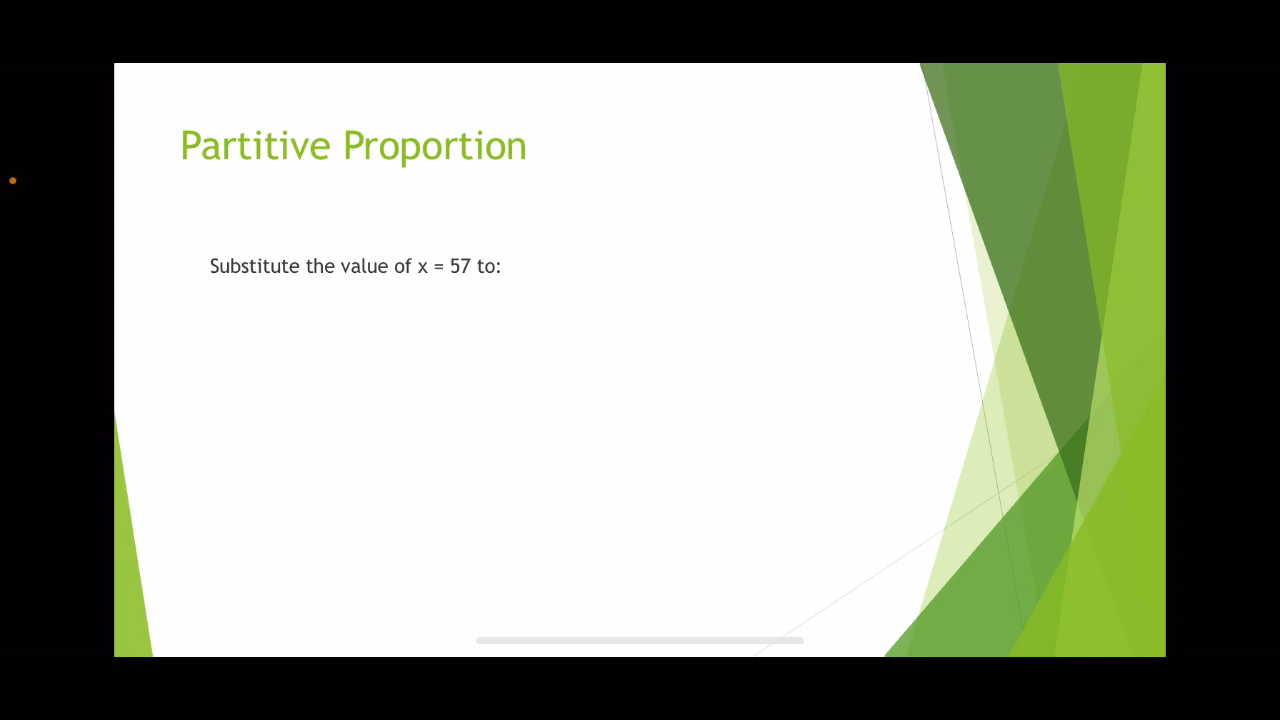 Partitive Proportion
Substitute the value of x = 57 to: